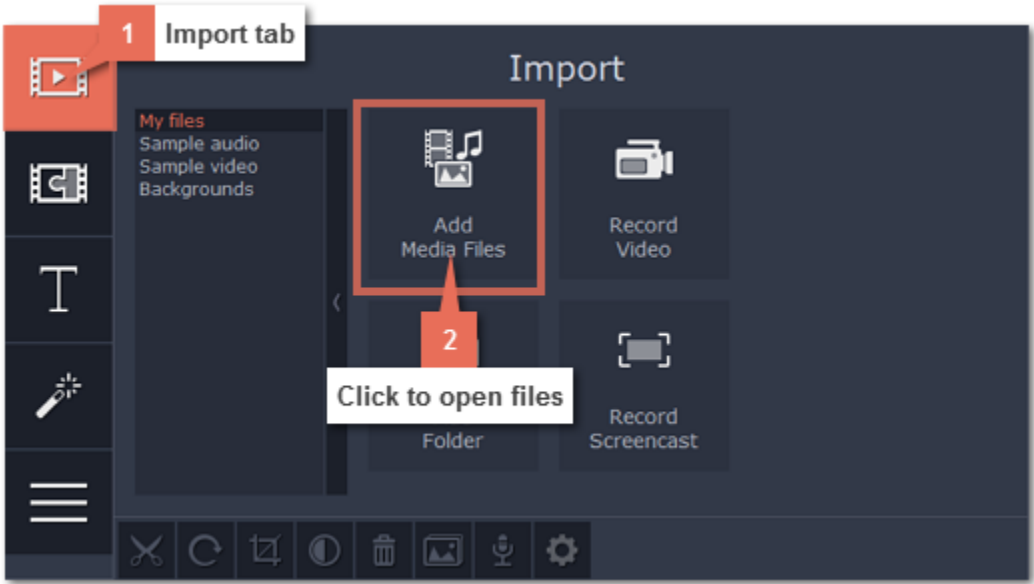 1 Import tab
Import
My files
Sample audio
Sample video
Backgrounds
Add
Media Files
Record
Video
2
Click to open files
Folder
Record
Screencast